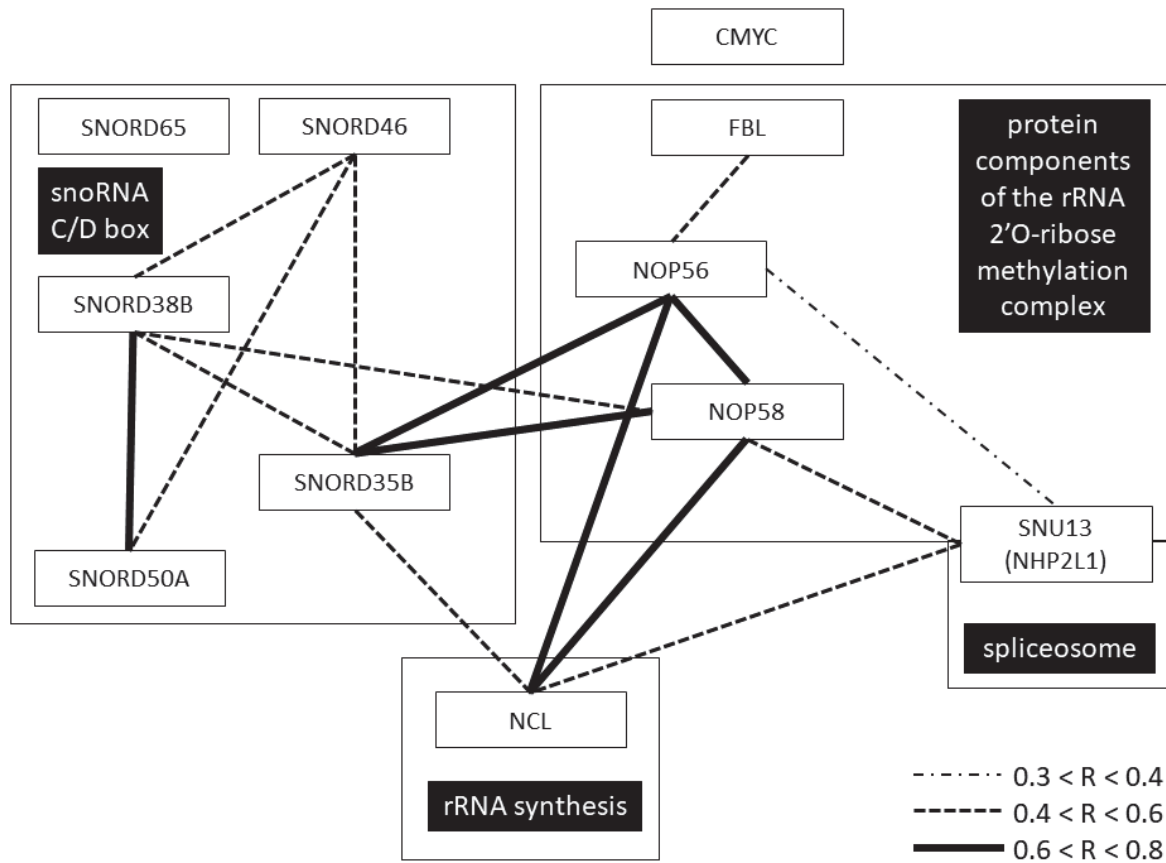 CMYC
SNORD65
SNORD46
snoRNA
C/D box
SNORD38B
SNORD35B
SNORD50A
FBL
protein
components
of the rRNA
2'O-ribose
methylation
complex
NOP56
NOP58
SNU13
(NHP2L1)
spliceosome
NCL
rRNA synthesis
0.3 < R < 0.4
0.4 < R < 0.6
0.6 < R < 0.8